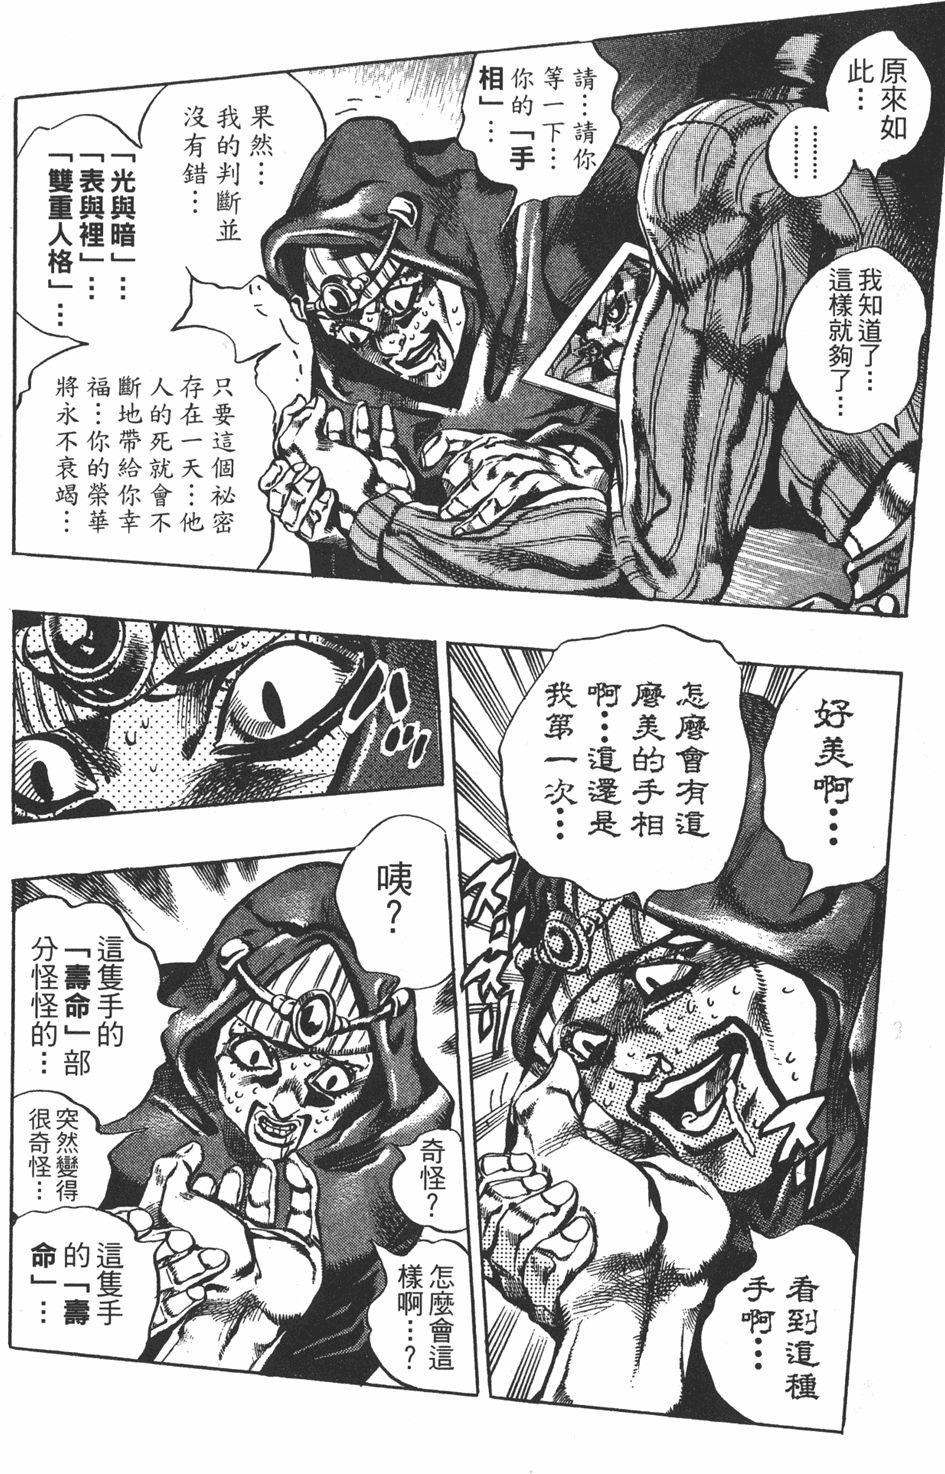 原來如
此…
…………
我知道了…
這樣就夠了…
請…請你
等一下…
你的「手
相」…
果然…
我的判斷並
沒有錯…
「光與暗」…
「表與裡」…
「雙重人格」…
只要這個祕密
存在一天…他
人的死就會不
斷地帶給你幸
福…你的榮華
將永不衰竭…
好美啊…
怎麼會有這
麼美的手相
啊…這還是
我第一次…
看到這種
手啊…
咦?
這隻手的
「壽命」部
分怪怪的…
突然變得
很奇怪…
這隻手
的「壽
命」…
奇怪?
怎麼會這
樣啊…?